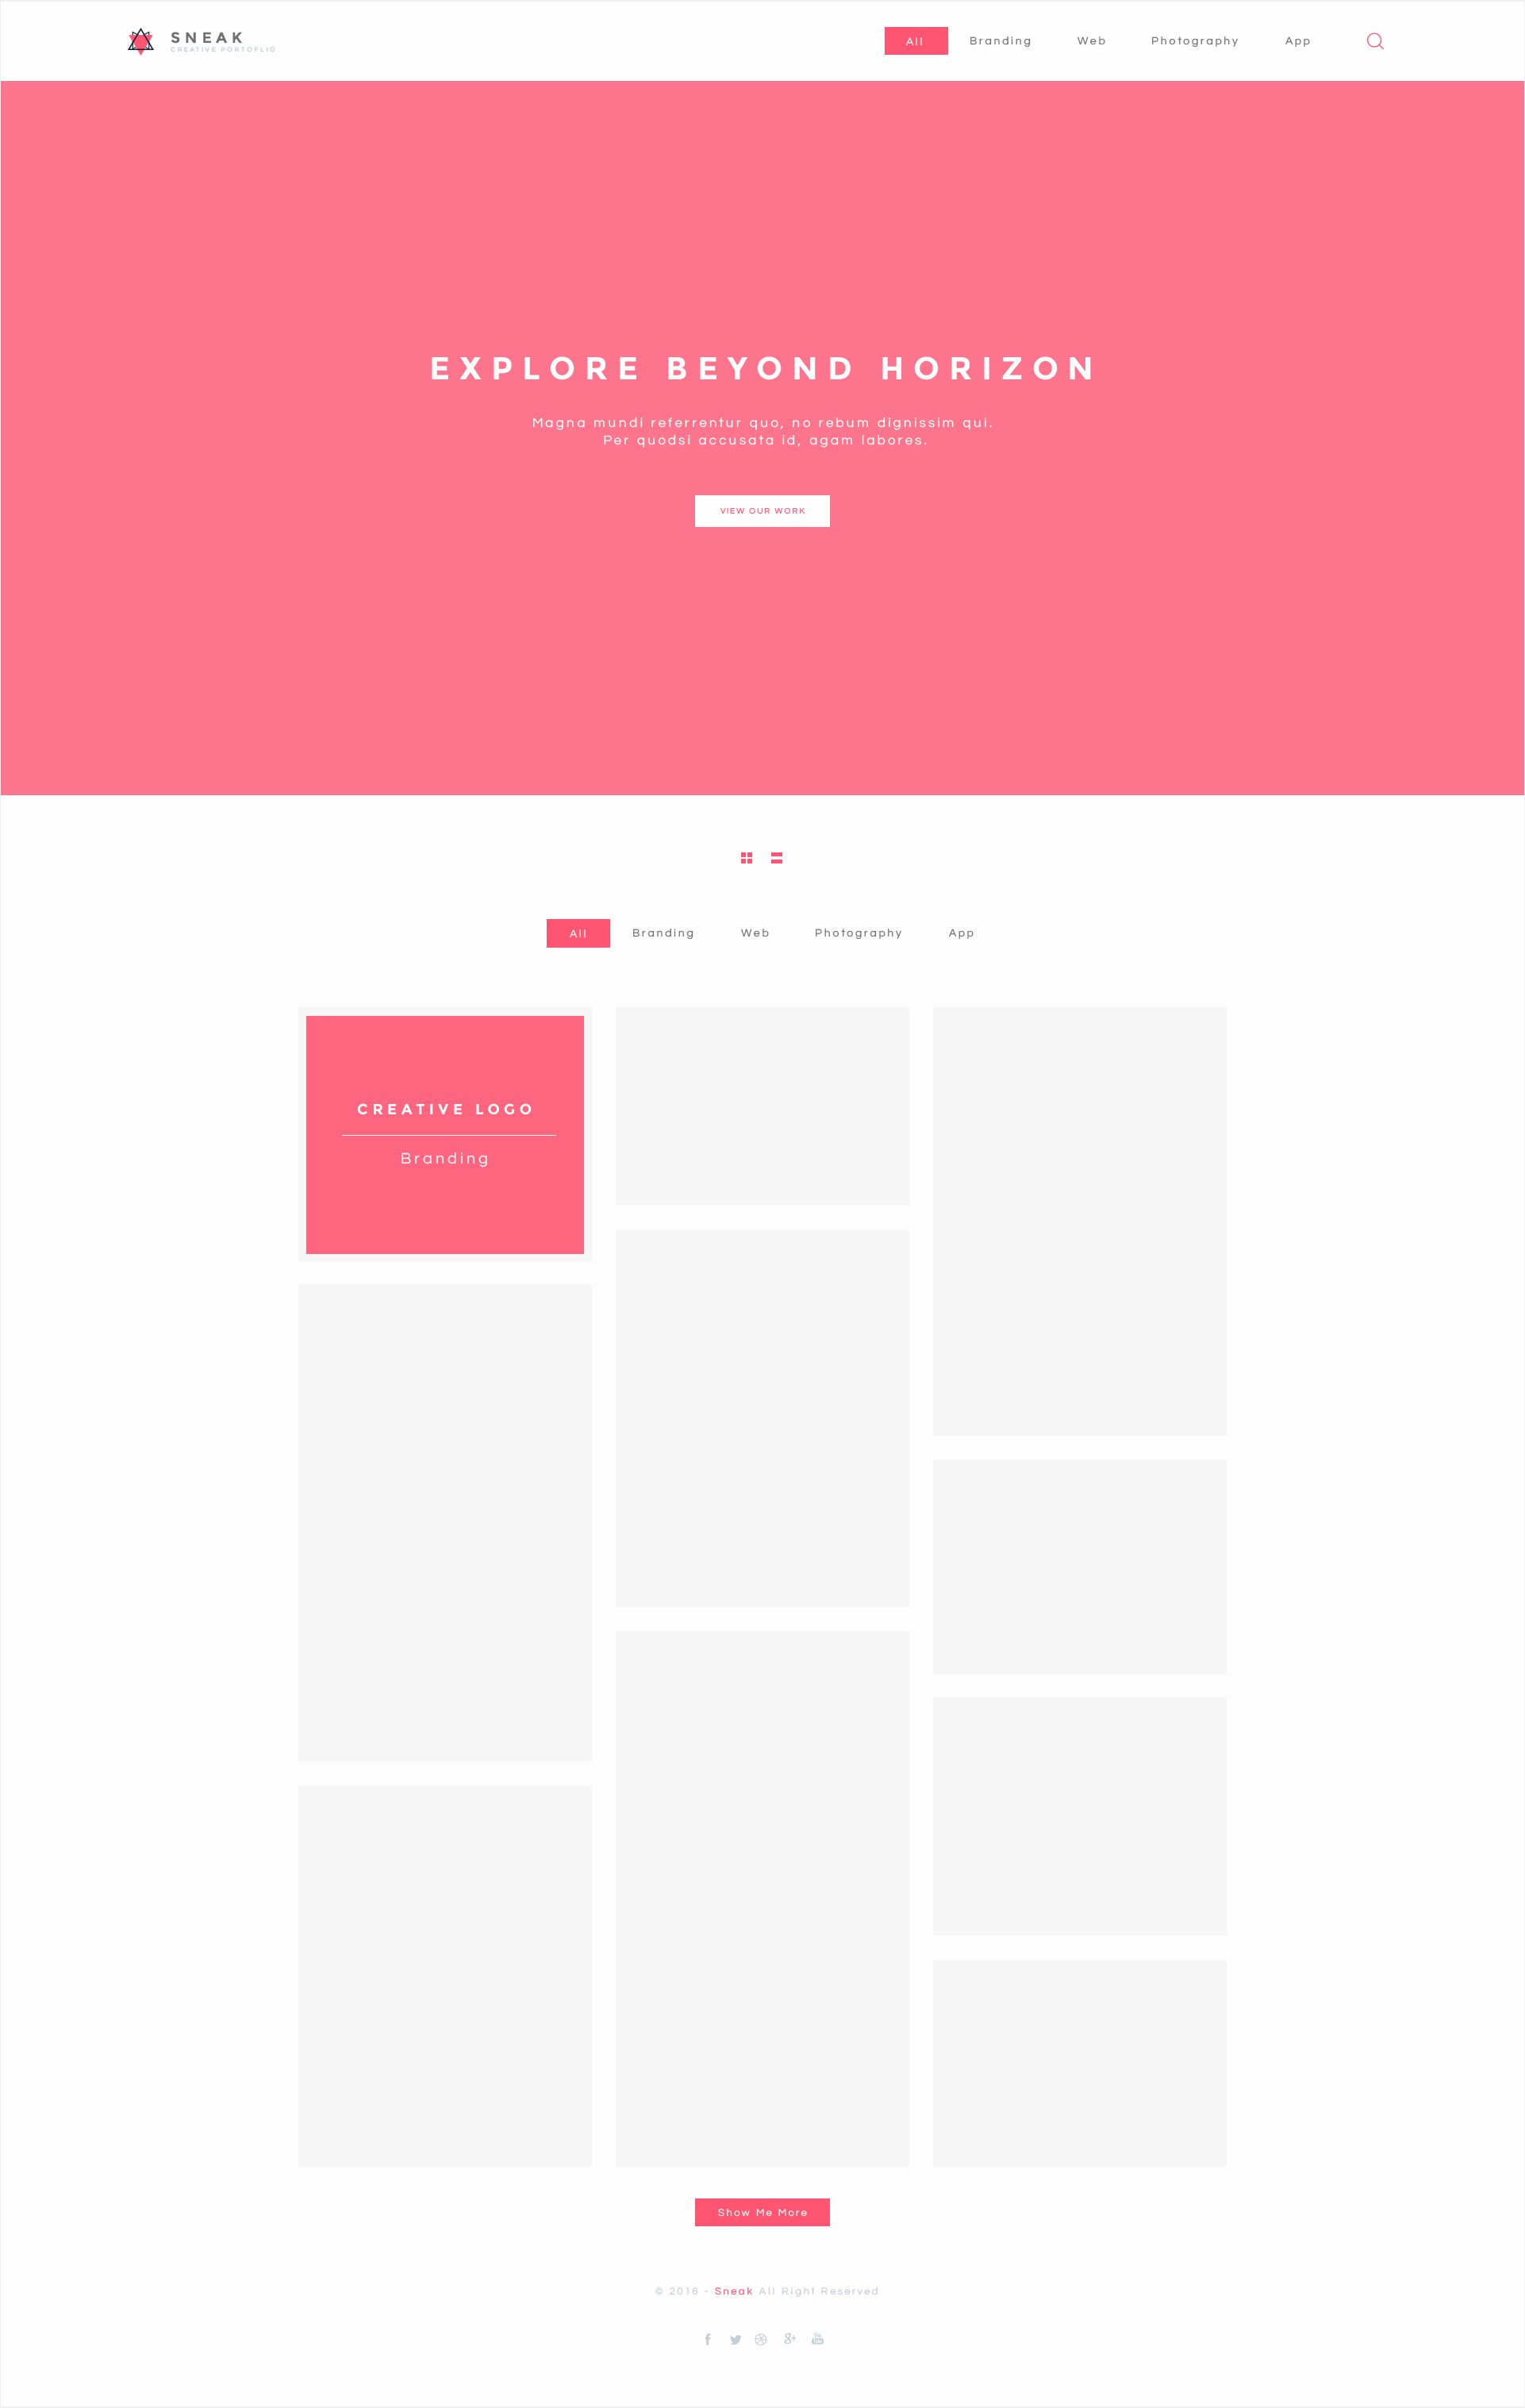 SNEAK
CREATIVE PORTOFLIO
All Branding Web Photography App
EXPLORE BEYOND HORIZON
Magna mundi referrentur quo, no rebum dignissim qui.
Per quodsi accusata id, agam labores.
VIEW OUR WORK
All Branding Web Photography App
CREATIVE LOGO
Branding
Show Me More
© 2016 - Sneak All Right Reserved